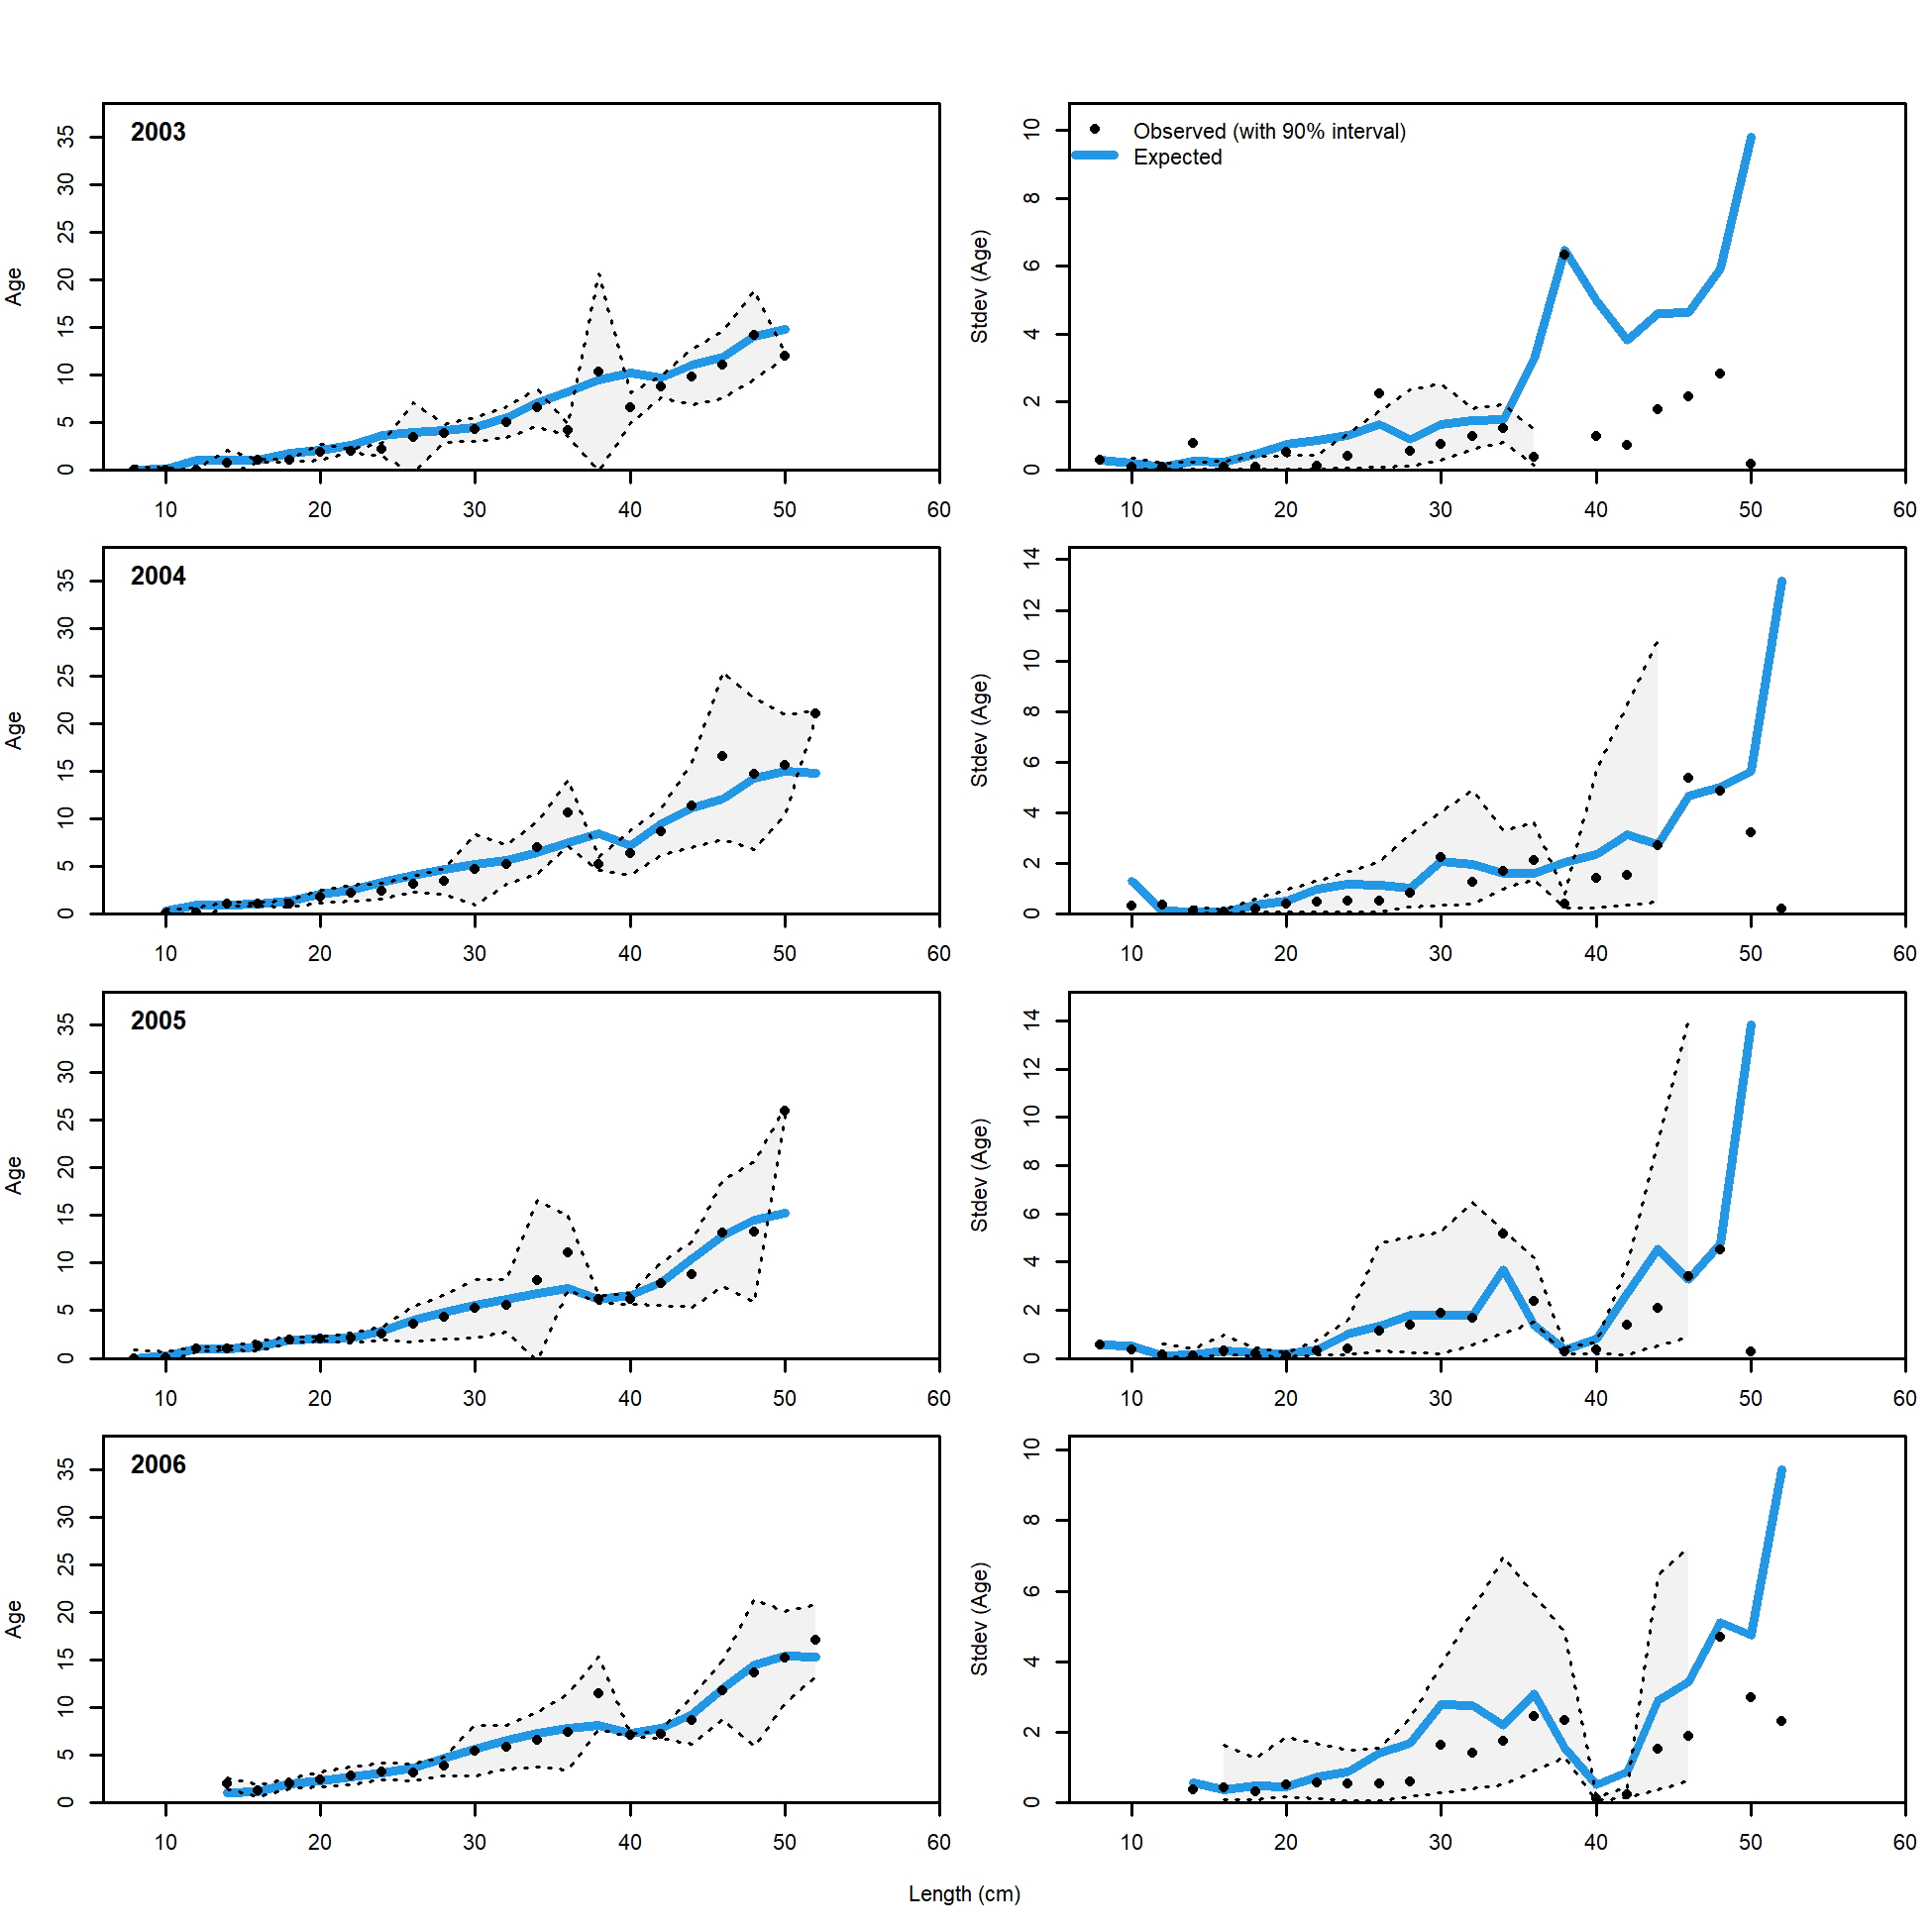 2003
Age
0 5 10 15 20 25 30 35
10 20 30 40 50 60
Observed (with 90% interval)
Expected
Stdev (Age)
0 2 4 6 8 10
10 20 30 40 50 60
2004
Age
0 5 10 15 20 25 30 35
10 20 30 40 50 60
Stdev (Age)
0 2 4 6 8 10 12 14
10 20 30 40 50 60
2005
Age
0 5 10 15 20 25 30 35
10 20 30 40 50 60
Stdev (Age)
0 2 4 6 8 10 12 14
10 20 30 40 50 60
2006
Age
0 5 10 15 20 25 30 35
10 20 30 40 50 60
Stdev (Age)
0 2 4 6 8 10
10 20 30 40 50 60
Length (cm)